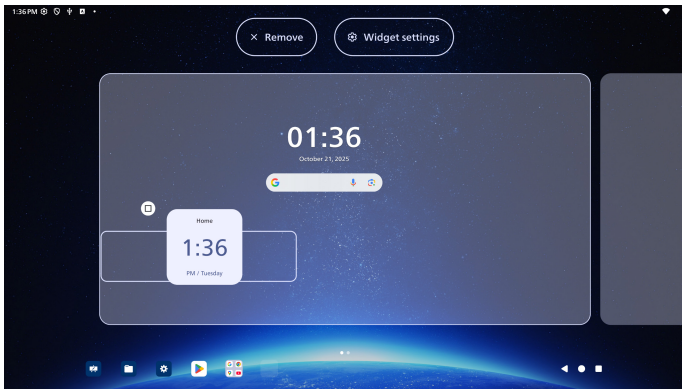 1:36 PM
Remove
Widget settings
01:36
October 21, 2025
Home
1:36
PM / Tuesday